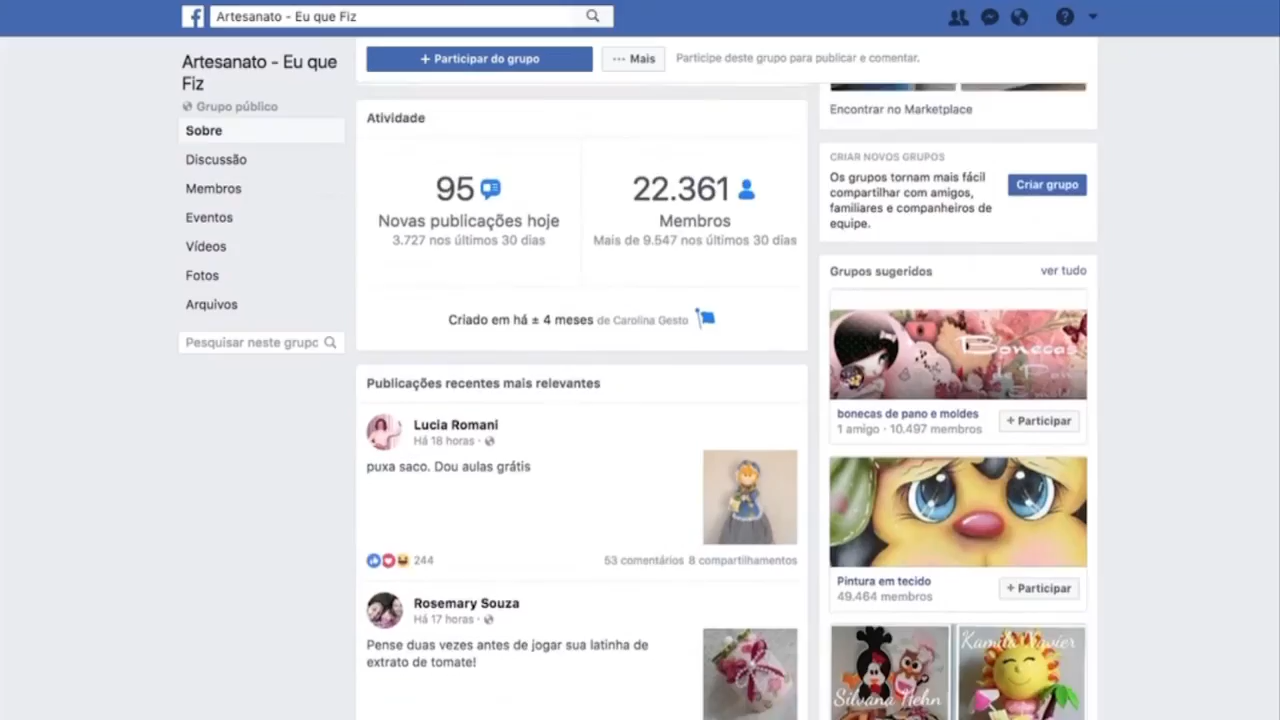 Artesanato - Eu que Fiz
Artesanato - Eu que
Fiz
Grupo público
Sobre
Discussão
Membros
Eventos
Vídeos
Fotos
Arquivos
Pesquisar neste grupo
+ Participar do grupo
••• Mais
Participe deste grupo para publicar e comentar.
Atividade
95
Novas publicações hoje
3.727 nos últimos 30 dias
22.361
Membros
Mais de 9.547 nos últimos 30 dias
Criado em há ± 4 meses de Carolina Gesto
Publicações recentes mais relevantes
Lucia Romani
Há 18 horas ·
puxa saco. Dou aulas grátis
244
53 comentários 8 compartilhamentos
Rosemary Souza
Há 17 horas ·
Pense duas vezes antes de jogar sua latinha de
extrato de tomate!
Encontrar no Marketplace
CRIAR NOVOS GRUPOS
Os grupos tornam mais fácil
compartilhar com amigos,
familiares e companheiros de
equipe.
Criar grupo
Grupos sugeridos
ver tudo
Bonecas
de Pano
bonecas de pano e moldes
1 amigo · 10.497 membros
+ Participar
Pintura em tecido
49.464 membros
+ Participar
Silvana Hehn
Kamila Xavier